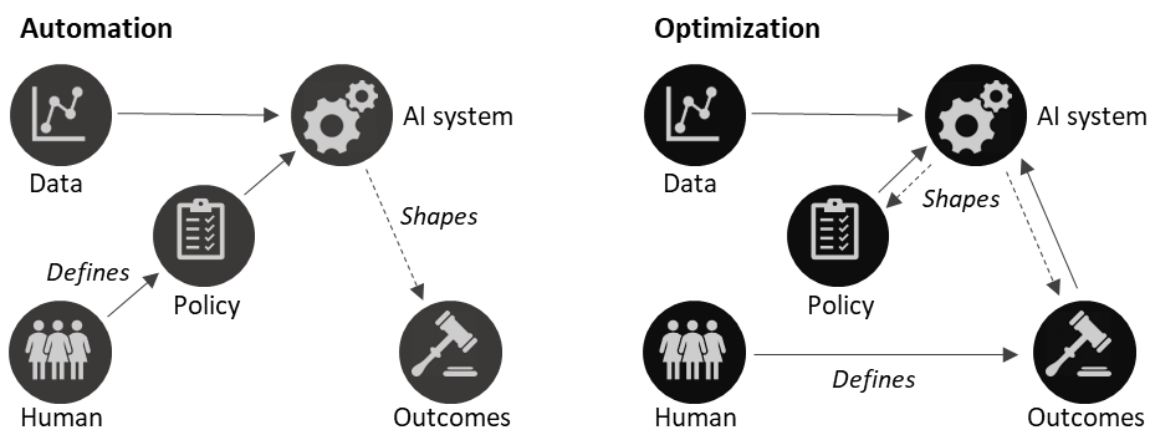 Automation
AI system
Data
Shapes
Defines
Policy
Human
Outcomes
Optimization
AI system
Data
Shapes
Policy
Defines
Human
Outcomes